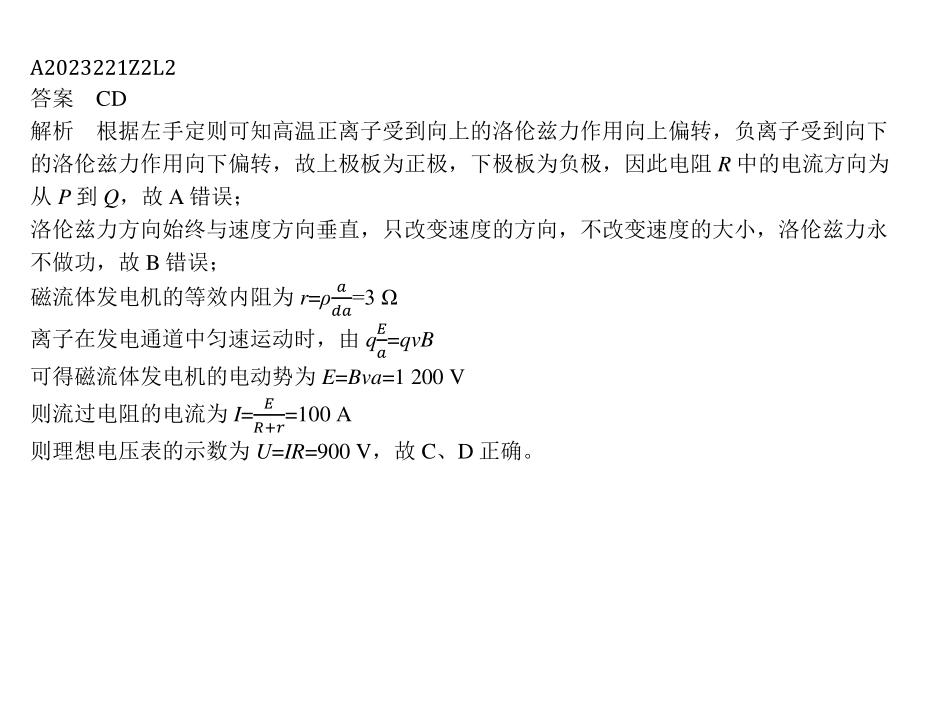 A2023221Z2L2
答案　CD
解析　根据左手定则可知高温正离子受到向上的洛伦兹力作用向上偏转，负离子受到向下
的洛伦兹力作用向下偏转，故上极板为正极，下极板为负极，因此电阻 R 中的电流方向为
从 P 到 Q，故 A 错误；
洛伦兹力方向始终与速度方向垂直，只改变速度的方向，不改变速度的大小，洛伦兹力永
不做功，故 B 错误；
磁流体发电机的等效内阻为 r=ρ\frac{a}{da}=3 Ω
离子在发电通道中匀速运动时，由 q\frac{E}{a}=qvB
可得磁流体发电机的电动势为 E=Bva=1 200 V
则流过电阻的电流为 I=\frac{E}{R+r}=100 A
则理想电压表的示数为 U=IR=900 V，故 C、D 正确。